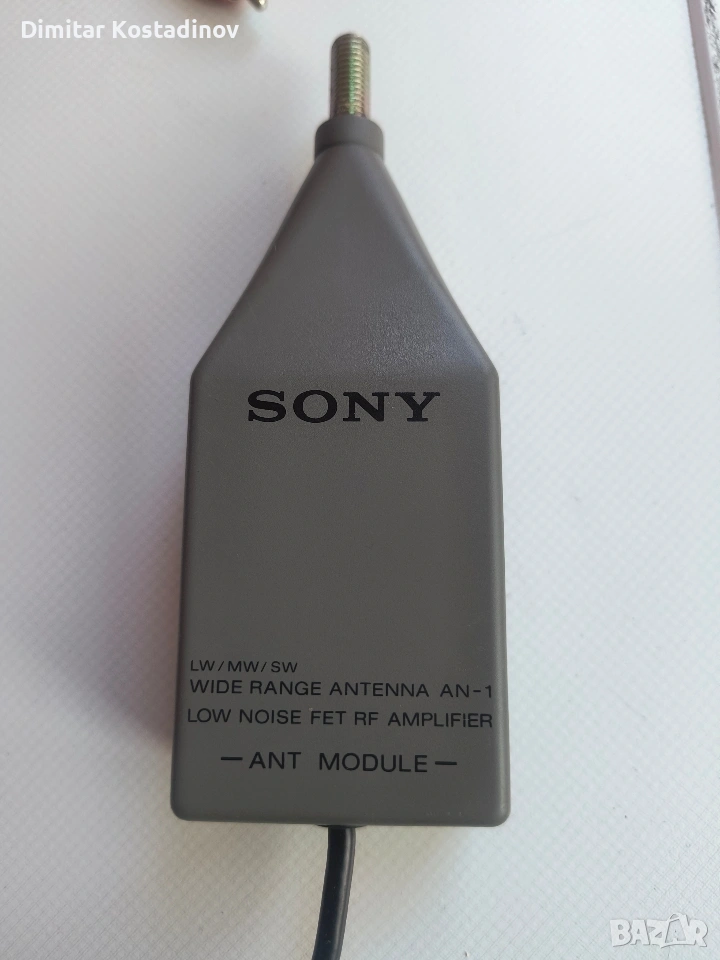 Dimitar Kostadinov
SONY
LW/MW/SW
WIDE RANGE ANTENNA AN-1
LOW NOISE FET RF AMPLIFIER
— ANT MODULE —
BAZAR